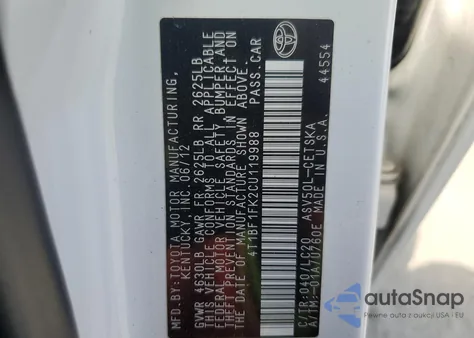 MFD.BY: TOYOTA MOTOR MANUFACTURING,
KENTUCKY, INC. 06/12
GVWR 4630LB GAWR FR 2625LB RR 2625LB
THIS VEHICLE CONFORMS TO ALL APPLICABLE
FEDERAL MOTOR VEHICLE SAFETY, BUMPER, AND
THEFT PREVENTION STANDARDS IN EFFECT ON
THE DATE OF MANUFACTURE SHOWN ABOVE.
4T1BF1FK2CU119988 PASS.CAR
C/TR: 040/LC20 ASV50L-CETSKA
A/TM: -01A/U760E MADE IN U.S.A.
44554
TOYOTA
autoSnap
Pewne zakupy z aukcji USA i EU